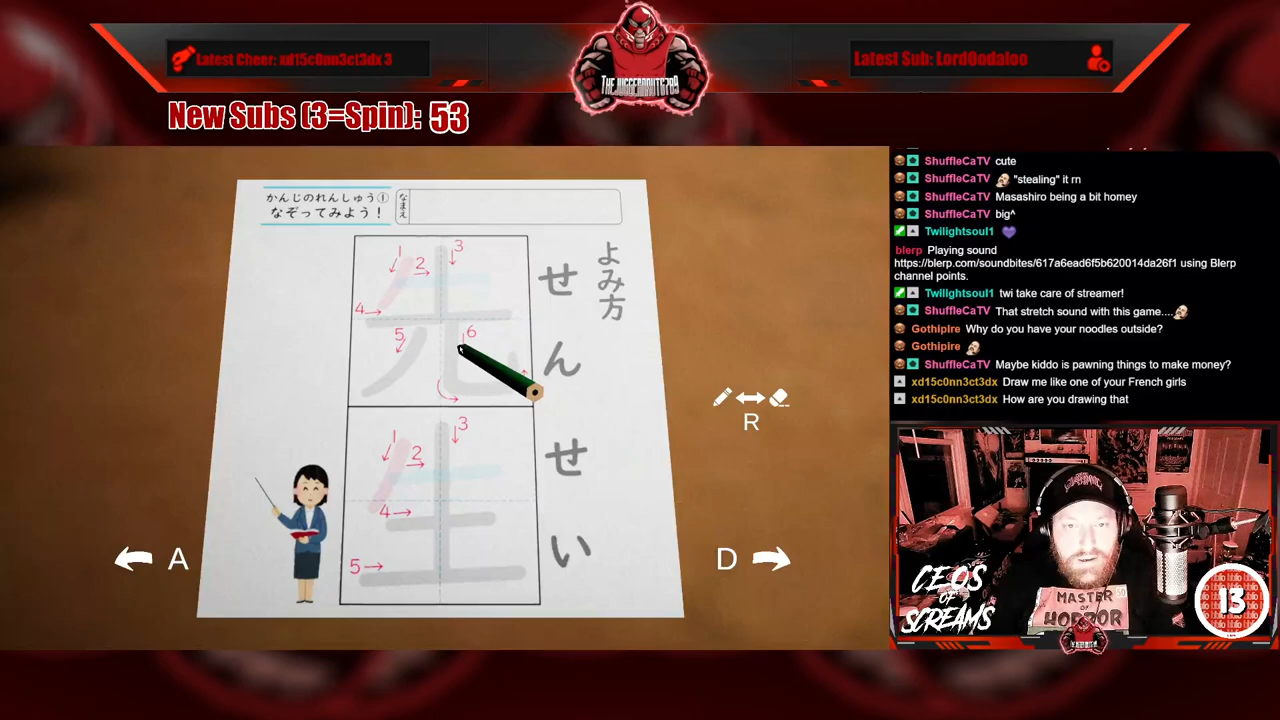 Latest Cheer: xd15c0nn3ct3dx 3
THEJUGGERNAUT6789
Latest Sub: LordOodaloo
New Subs (3=Spin): 53
かんじのれんしゅう①
なぞってみよう！
なまえ
よみ方
せん
せい
先
生
1
2
3
4
5
6
1
2
3
4
5
R
A
D
ShuffleCaTV cute
ShuffleCaTV "stealing" it rn
ShuffleCaTV Masashiro being a bit homey
ShuffleCaTV big^
Twilightsoul1
blerp Playing sound
https://blerp.com/soundbites/617a6ead6f5b620014da26f1 using Blerp
channel points.
Twilightsoul1 twi take care of streamer!
ShuffleCaTV That stretch sound with this game....
Gothipire Why do you have your noodles outside?
Gothipire
ShuffleCaTV Maybe kiddo is pawning things to make money?
xd15c0nn3ct3dx Draw me like one of your French girls
xd15c0nn3ct3dx How are you drawing that
CEOS
OF
SCREAMS
MASTER
OF
HORROR
13